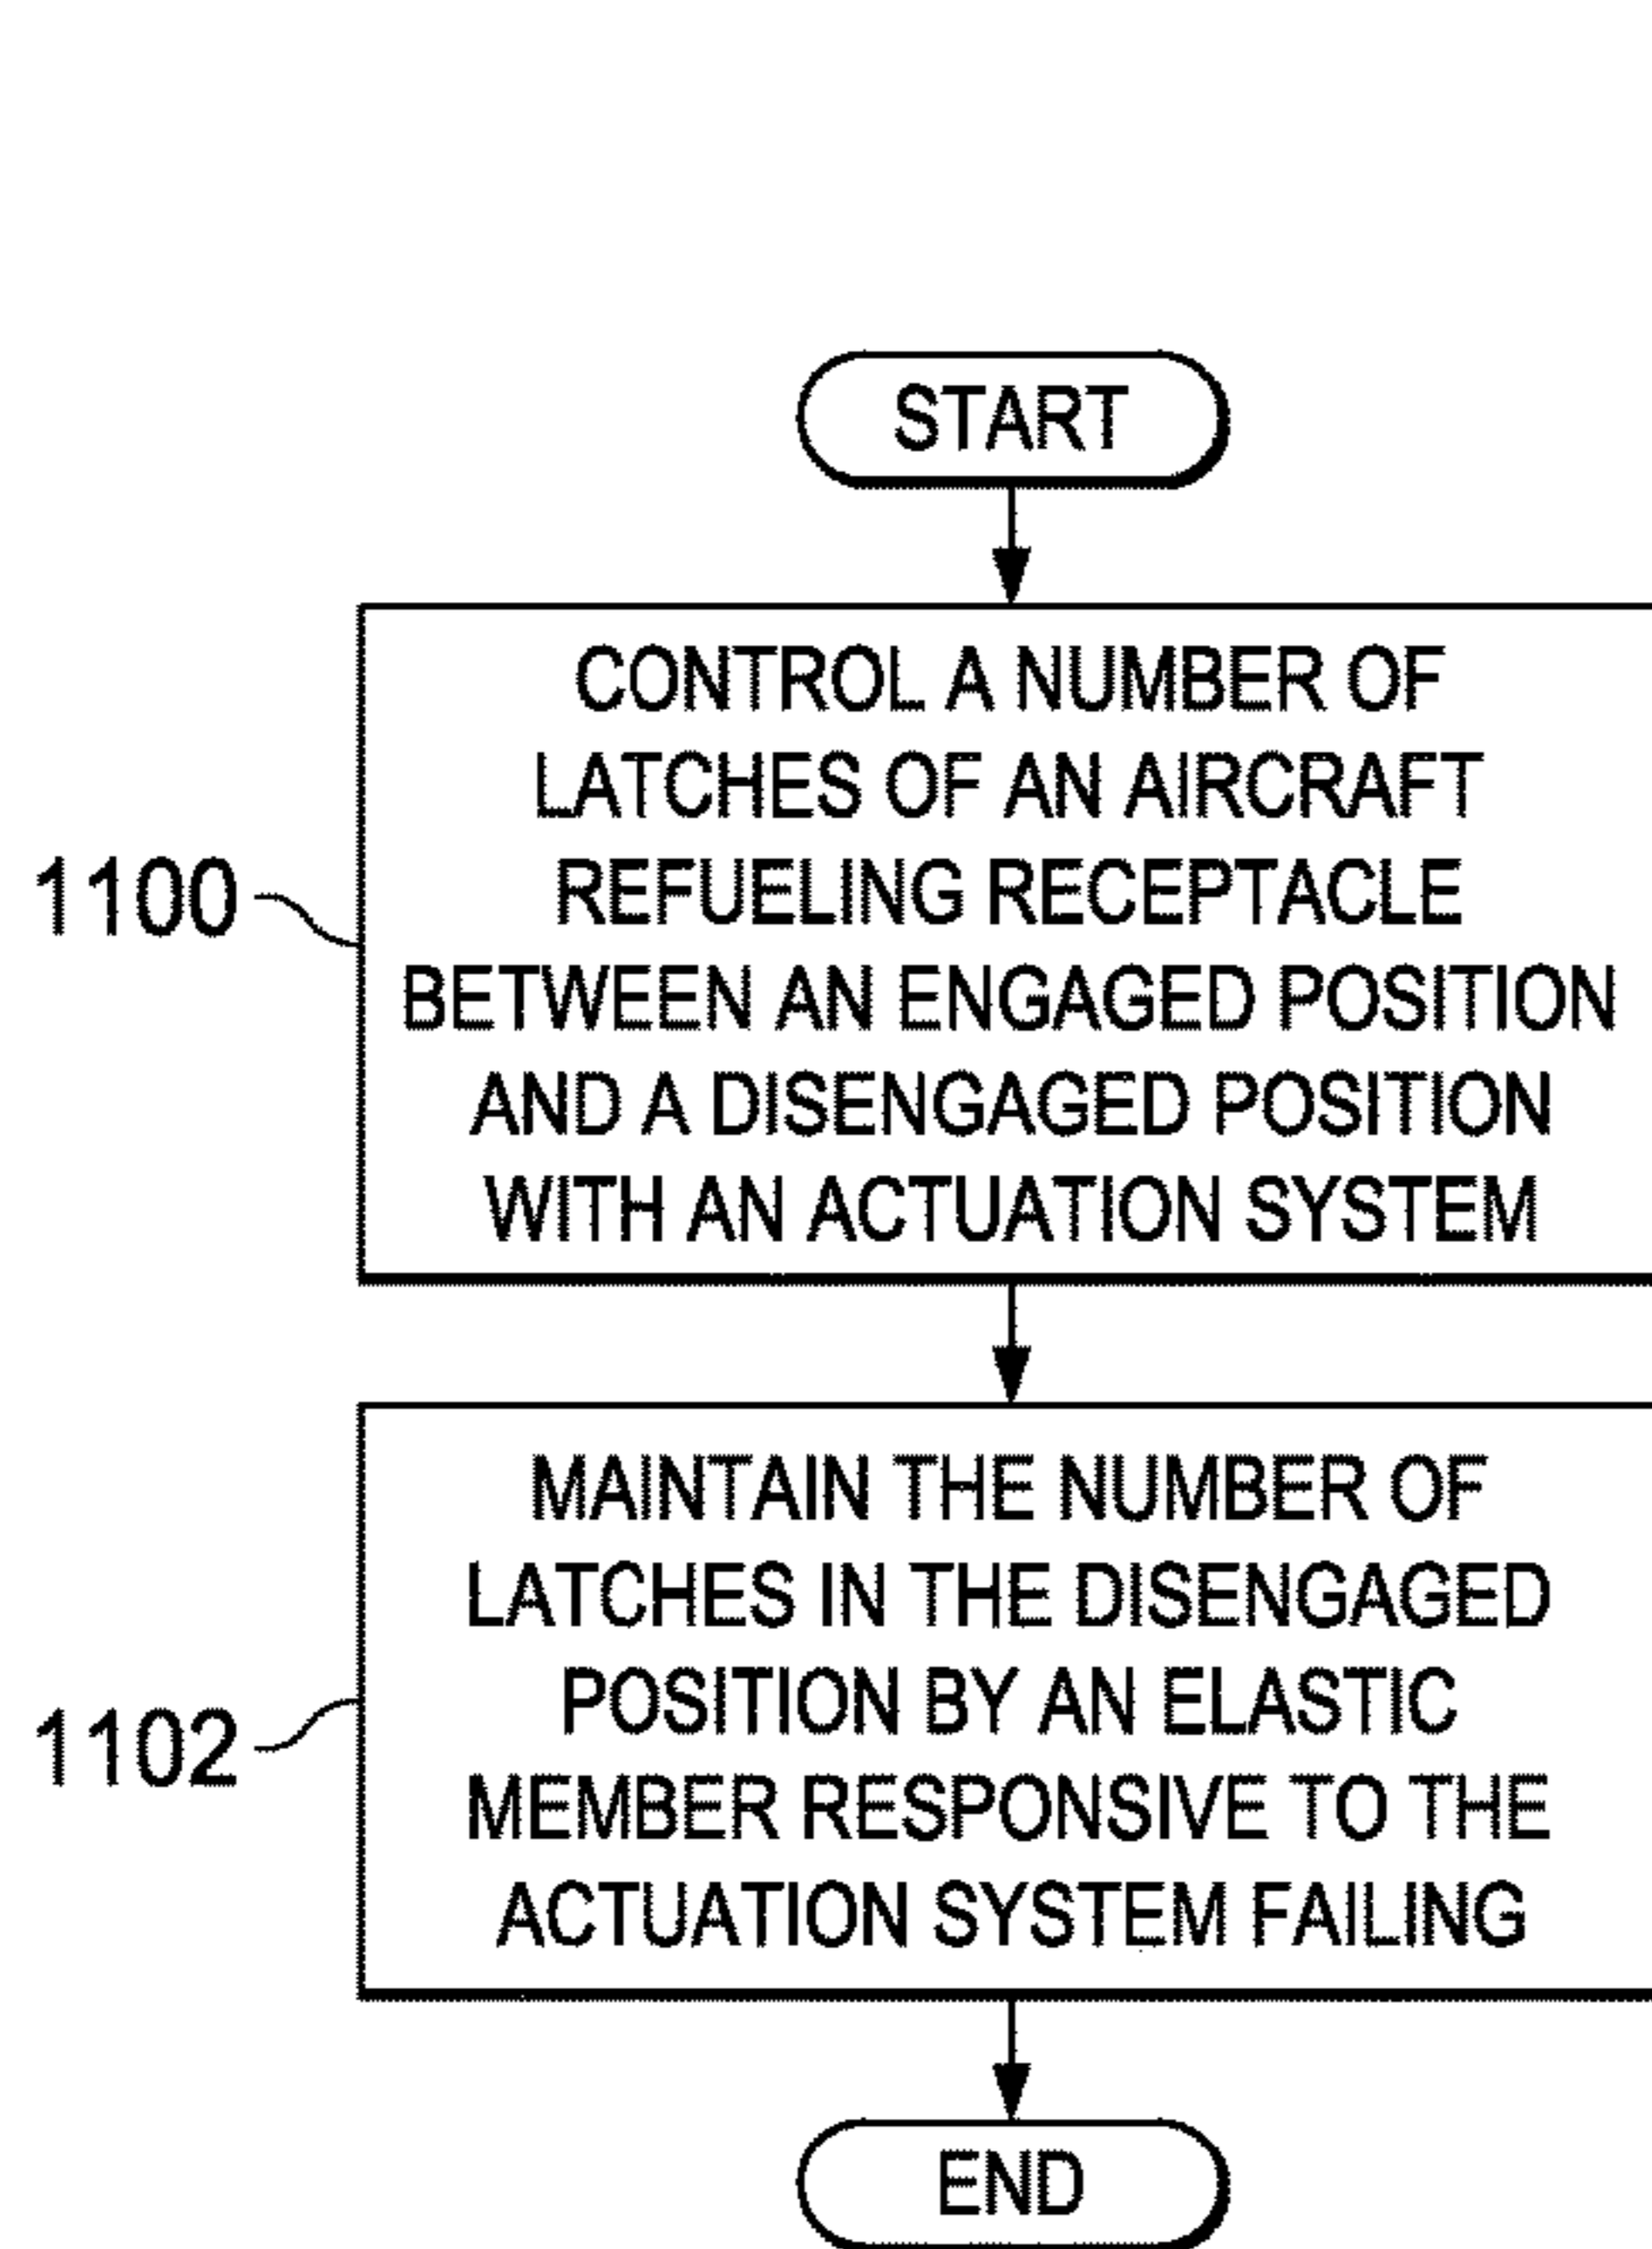 START
CONTROL A NUMBER OF
LATCHES OF AN AIRCRAFT
REFUELING RECEPTACLE
BETWEEN AN ENGAGED POSITION
AND A DISENGAGED POSITION
WITH AN ACTUATION SYSTEM
1100
MAINTAIN THE NUMBER OF
LATCHES IN THE DISENGAGED
POSITION BY AN ELASTIC
MEMBER RESPONSIVE TO THE
ACTUATION SYSTEM FAILING
1102
END